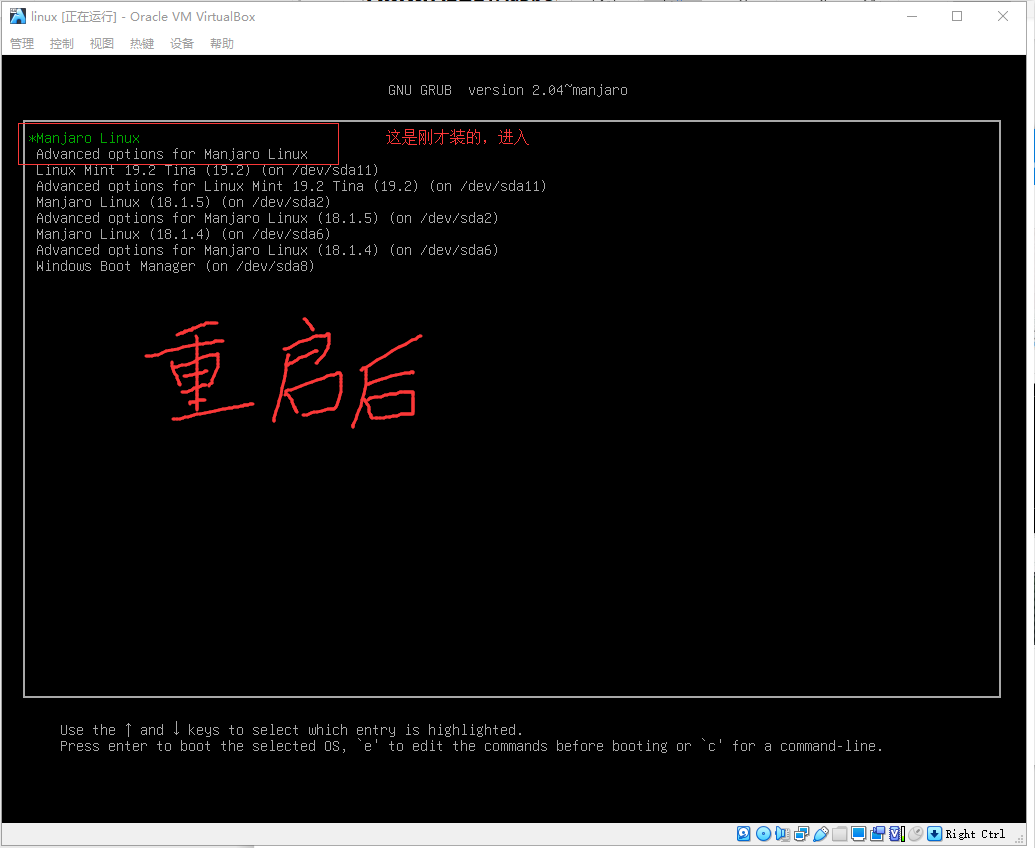 linux [正在运行] - Oracle VM VirtualBox
管理 控制 视图 热键 设备 帮助
GNU GRUB version 2.04~manjaro
*Manjaro Linux 这是刚才装的，进入
Advanced options for Manjaro Linux
Linux Mint 19.2 Tina (19.2) (on /dev/sda11)
Advanced options for Linux Mint 19.2 Tina (19.2) (on /dev/sda11)
Manjaro Linux (18.1.5) (on /dev/sda2)
Advanced options for Manjaro Linux (18.1.5) (on /dev/sda2)
Manjaro Linux (18.1.4) (on /dev/sda6)
Advanced options for Manjaro Linux (18.1.4) (on /dev/sda6)
Windows Boot Manager (on /dev/sda8)
重启后
Use the ↑ and ↓ keys to select which entry is highlighted.
Press enter to boot the selected OS, `e' to edit the commands before booting or `c' for a command-line.
Right Ctrl